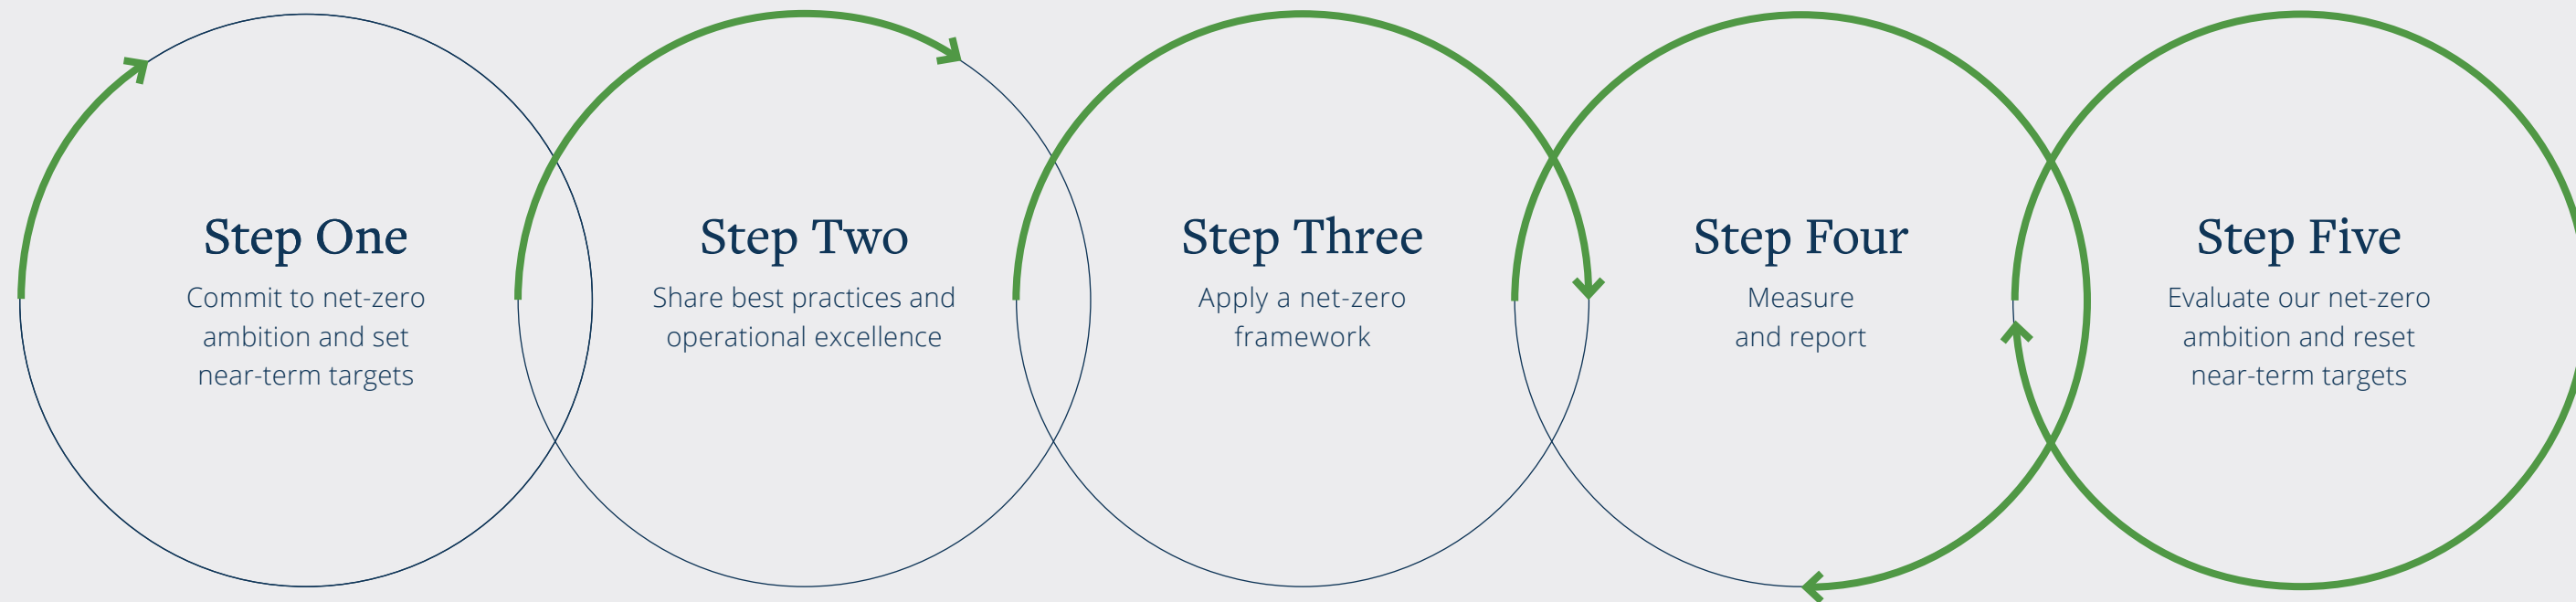 Step One
Commit to net-zero
ambition and set
near-term targets
Step Two
Share best practices and
operational excellence
Step Three
Apply a net-zero
framework
Step Four
Measure
and report
Step Five
Evaluate our net-zero
ambition and reset
near-term targets